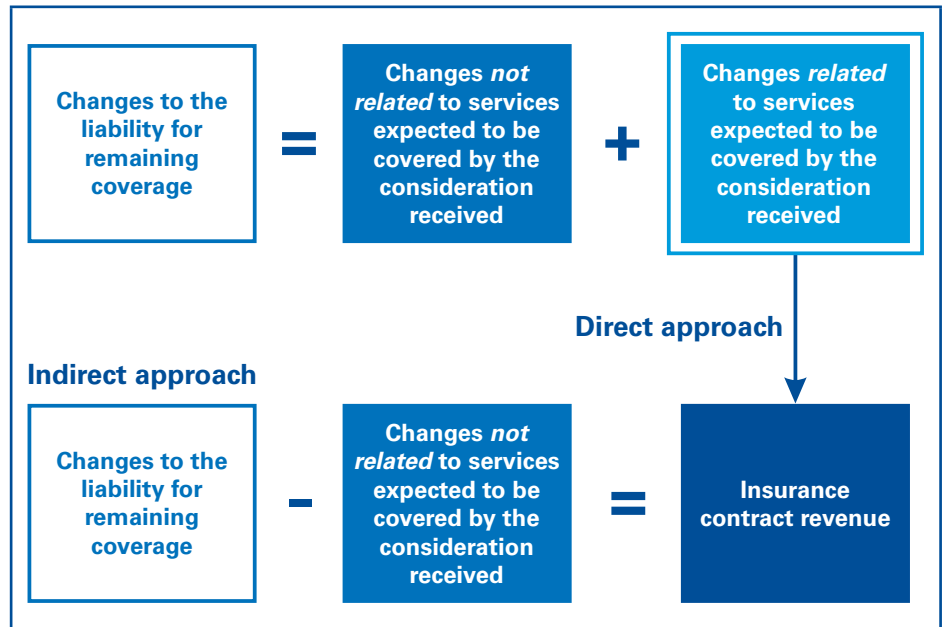 Changes to the
liability for
remaining
coverage
=
Changes not
related to services
expected to be
covered by the
consideration
received
+
Changes related
to services
expected to be
covered by the
consideration
received
Direct approach
Indirect approach
Changes to the
liability for
remaining
coverage
-
Changes not
related to services
expected to be
covered by the
consideration
received
=
Insurance
contract revenue